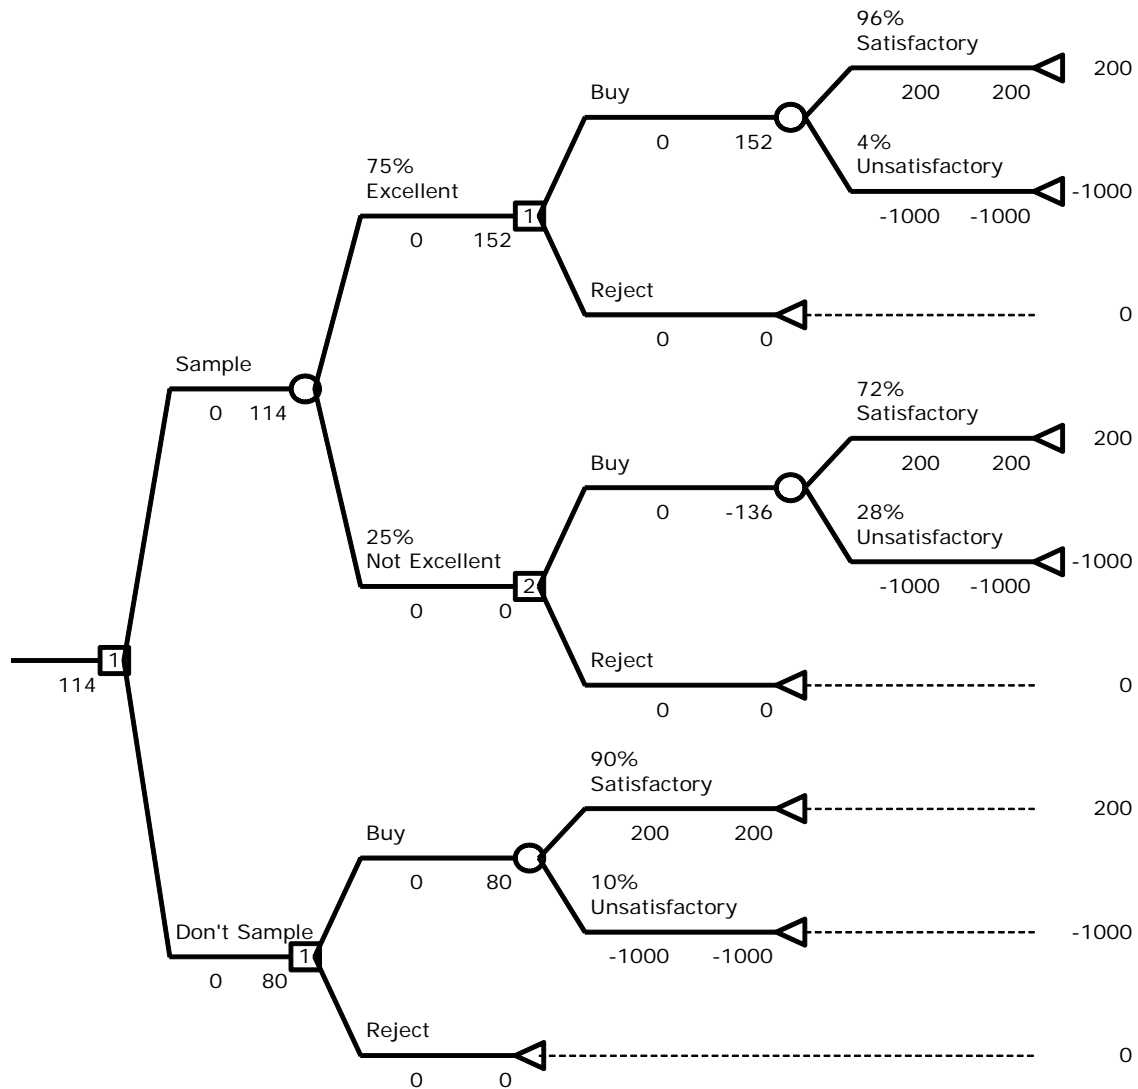 96%
Satisfactory
200 200 200
Buy
0 152
4%
Unsatisfactory
-1000 -1000 -1000
75%
Excellent
1
0 152
Reject
0 0 0
Sample
0 114
72%
Satisfactory
200 200 200
Buy
0 -136
28%
Unsatisfactory
-1000 -1000 -1000
25%
Not Excellent
2
0 0
Reject
0 0 0
1
114
90%
Satisfactory
200 200 200
Buy
0 80
10%
Unsatisfactory
-1000 -1000 -1000
Don't Sample
1
0 80
Reject
0 0 0